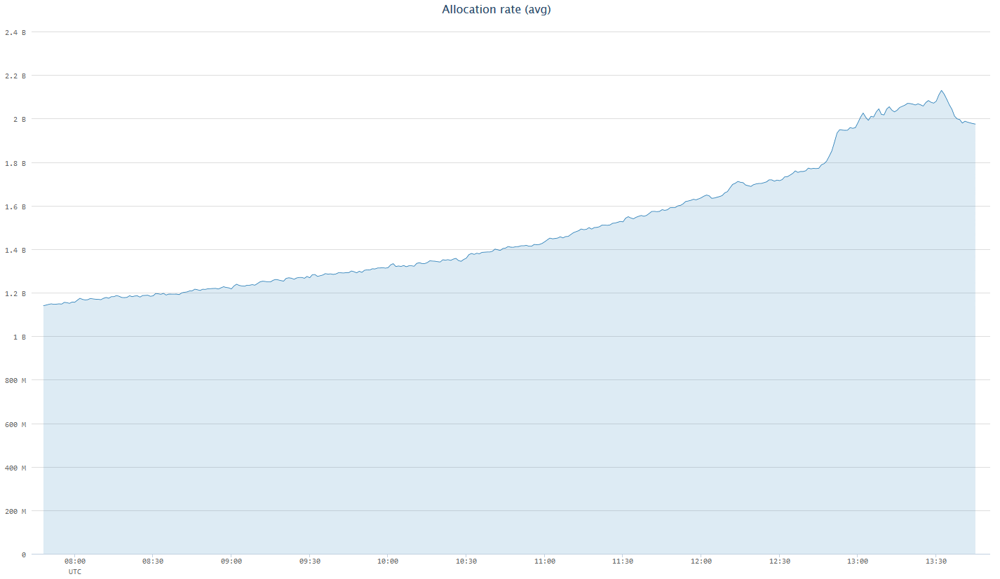 Allocation rate (avg)
2.4 B
2.2 B
2 B
1.8 B
1.6 B
1.4 B
1.2 B
1 B
800 M
600 M
400 M
200 M
0
08:00 08:30 09:00 09:30 10:00 10:30 11:00 11:30 12:00 12:30 13:00 13:30
UTC